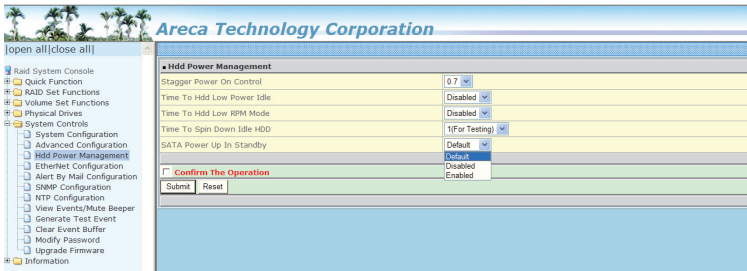 Areca Technology Corporation
|open all|close all|
Raid System Console
Quick Function
RAID Set Functions
Volume Set Functions
Physical Drives
System Controls
System Configuration
Advanced Configuration
Hdd Power Management
EtherNet Configuration
Alert By Mail Configuration
SNMP Configuration
NTP Configuration
View Events/Mute Beeper
Generate Test Event
Clear Event Buffer
Modify Password
Upgrade Firmware
Information
Hdd Power Management
Stagger Power On Control 0.7
Time To Hdd Low Power Idle Disabled
Time To Hdd Low RPM Mode Disabled
Time To Spin Down Idle HDD 1(For Testing)
SATA Power Up In Standby Default
Default
Disabled
Enabled
Confirm The Operation
Submit Reset